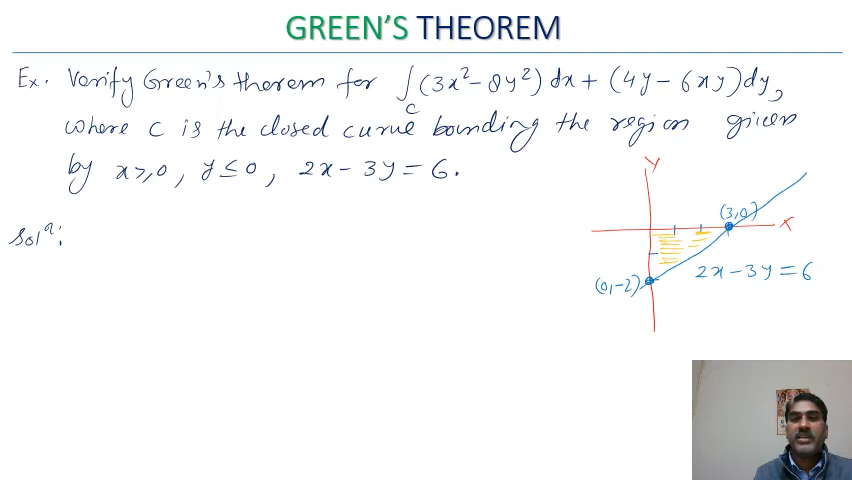 GREEN'S THEOREM
Ex. Verify Green's theorem for ∫_C (3x² - 8y²) dx + (4y - 6xy) dy,
where C is the closed curve bounding the region given
by x ≥ 0, y ≤ 0, 2x - 3y = 6.
Solⁿ:
Y
(3,0)
X
(0,-2)
2x - 3y = 6